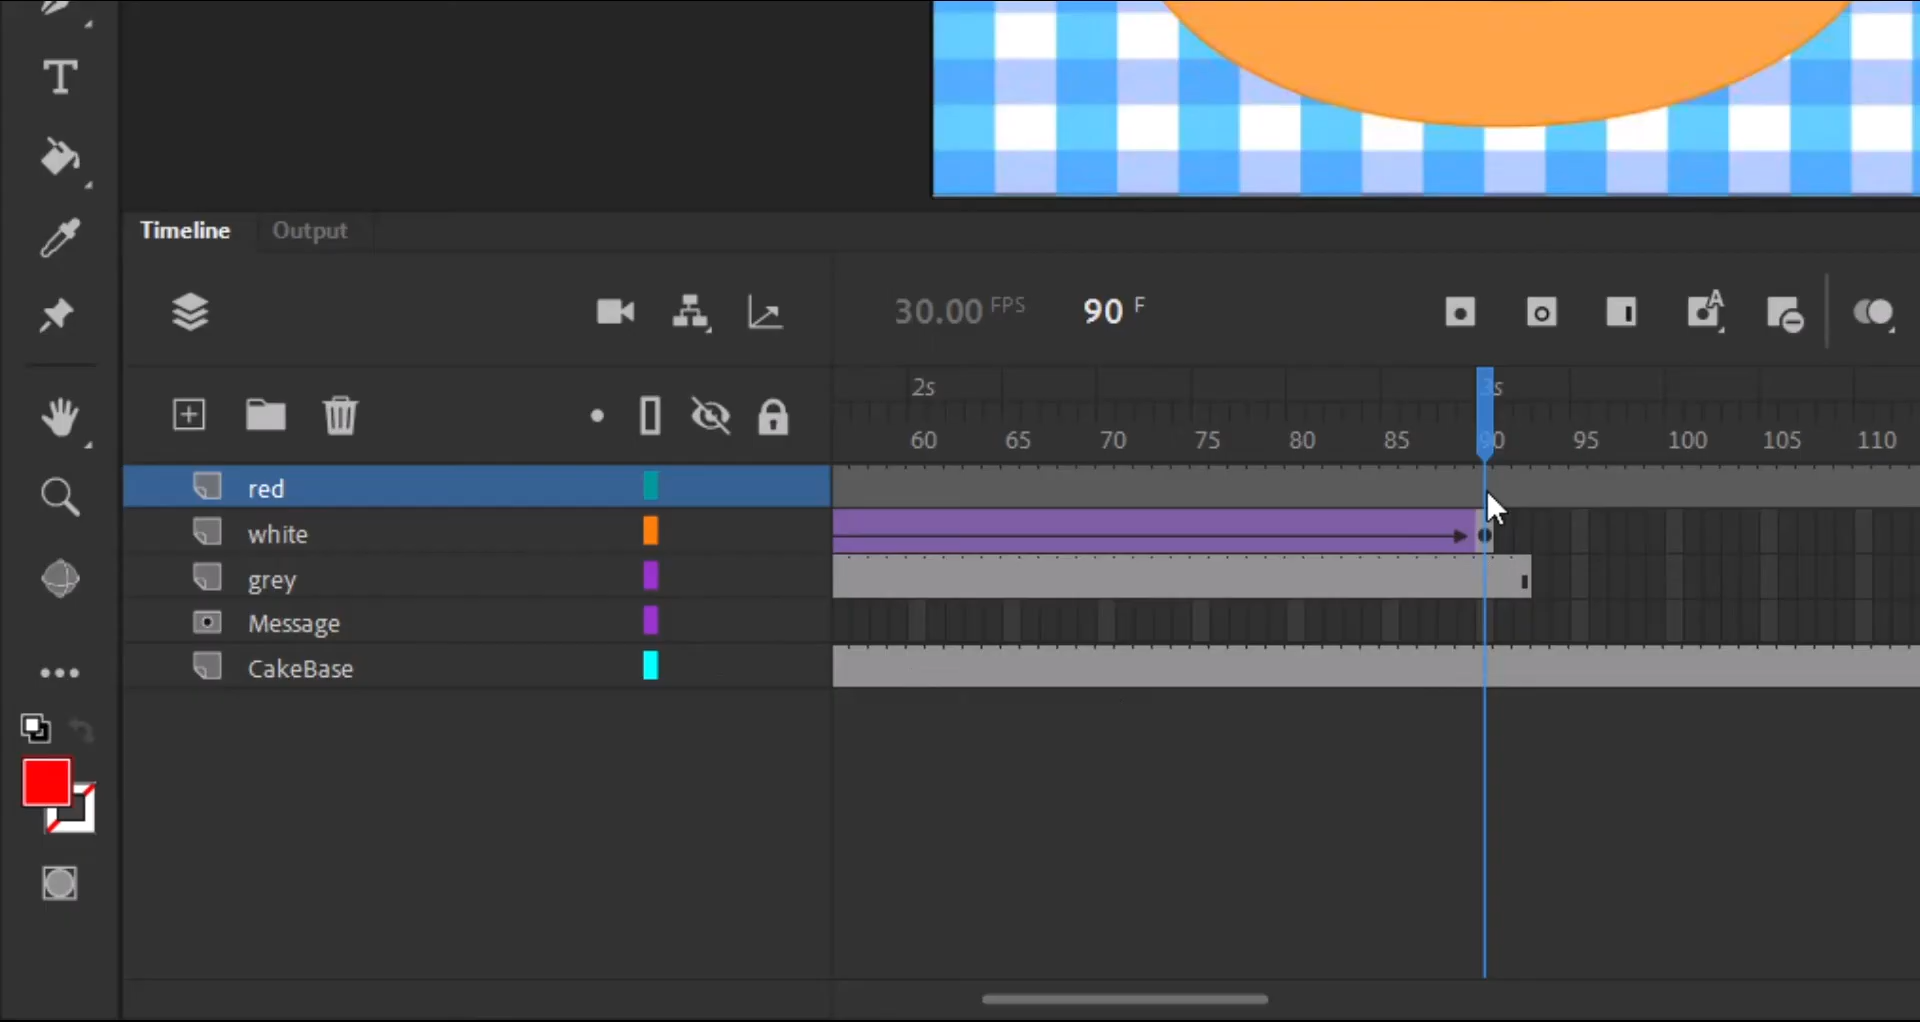 T
Timeline Output
30.00 FPS 90 F
A
2s 3s
60 65 70 75 80 85 90 95 100 105 110
red
white
grey
Message
CakeBase